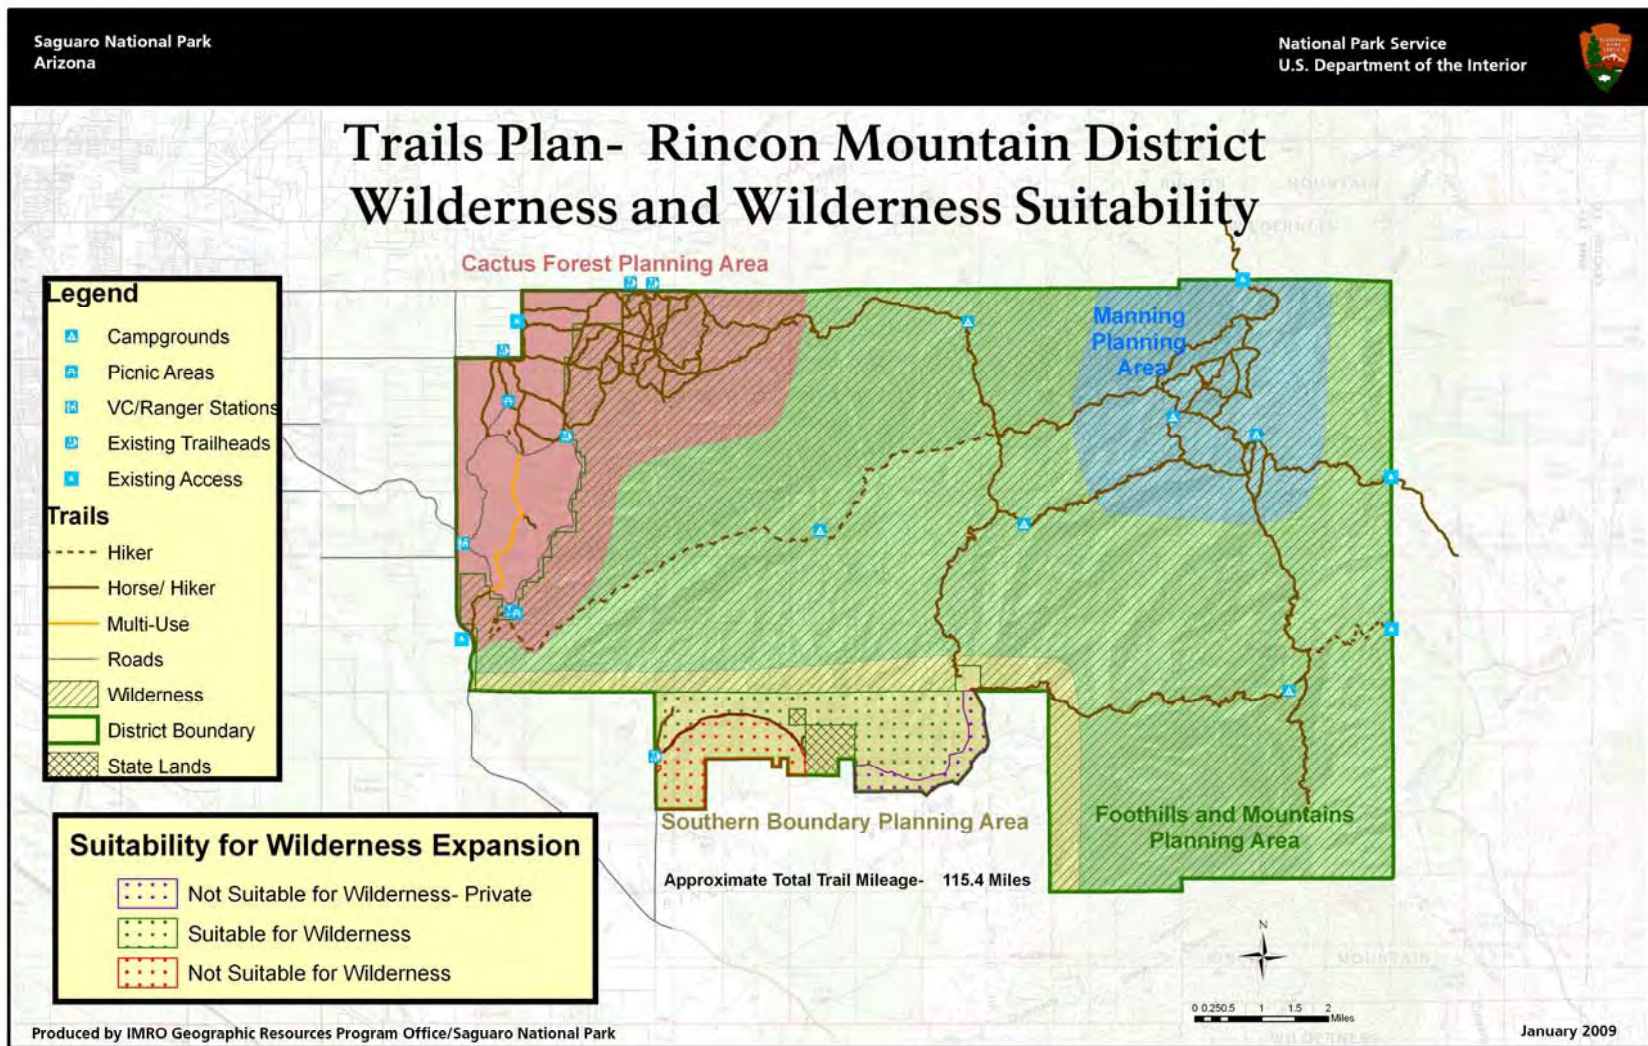 Saguaro National Park
Arizona
National Park Service
U.S. Department of the Interior
Trails Plan- Rincon Mountain District
Wilderness and Wilderness Suitability
Cactus Forest Planning Area
Manning
Planning
Area
Legend
Campgrounds
Picnic Areas
VC/Ranger Stations
Existing Trailheads
Existing Access
Trails
Hiker
Horse/ Hiker
Multi-Use
Roads
Wilderness
District Boundary
State Lands
Southern Boundary Planning Area
Foothills and Mountains
Planning Area
Approximate Total Trail Mileage- 115.4 Miles
Suitability for Wilderness Expansion
Not Suitable for Wilderness- Private
Suitable for Wilderness
Not Suitable for Wilderness
N
0 0.25 0.5 1 1.5 2
Miles
Produced by IMRO Geographic Resources Program Office/Saguaro National Park
January 2009